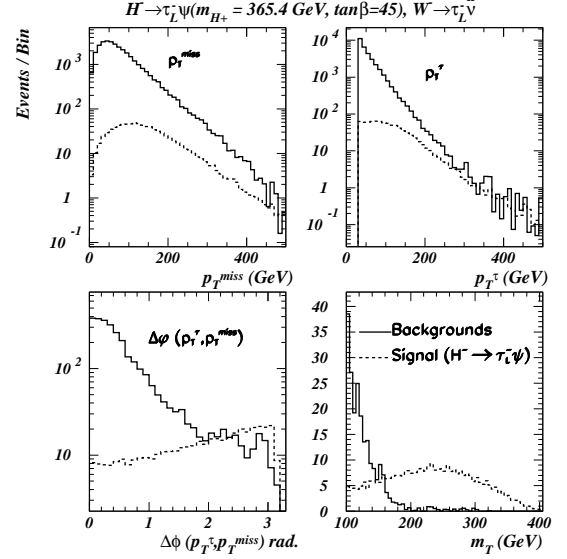 H⁻→τ⁻_L ψ(m_H+ = 365.4 GeV, tanβ=45), W⁻→τ⁻_L ν̄
Events / Bin
10³
10²
10
1
10⁻¹
p_T^miss
0 200 400
p_T^miss (GeV)
10⁴
10³
10²
10
1
10⁻¹
p_T^τ
0 200 400
p_T^τ (GeV)
10²
10
Δφ (p_T^τ,p_T^miss)
0 1 2 3
Δφ (p_T^τ,p_T^miss) rad.
40
35
30
25
20
15
10
5
0
Backgrounds
Signal (H⁻ → τ_L⁻ψ)
100 200 300 400
m_T (GeV)